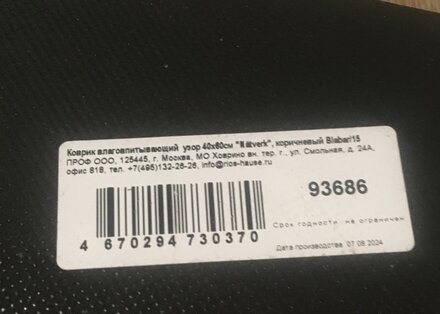 Коврик влаговпитывающий узор 40x60см "Nätverk", коричневый Blabar/15
ПРОФ ООО, 125445, г. Москва, МО Ховрино вн. тер. г., ул. Смольная, д. 24А,
офис 818, тел. +7(495)132-26-26, info@rios-hause.ru
93686
Срок годности не ограничен
4 670294 730370
Дата производства 07.08.2024